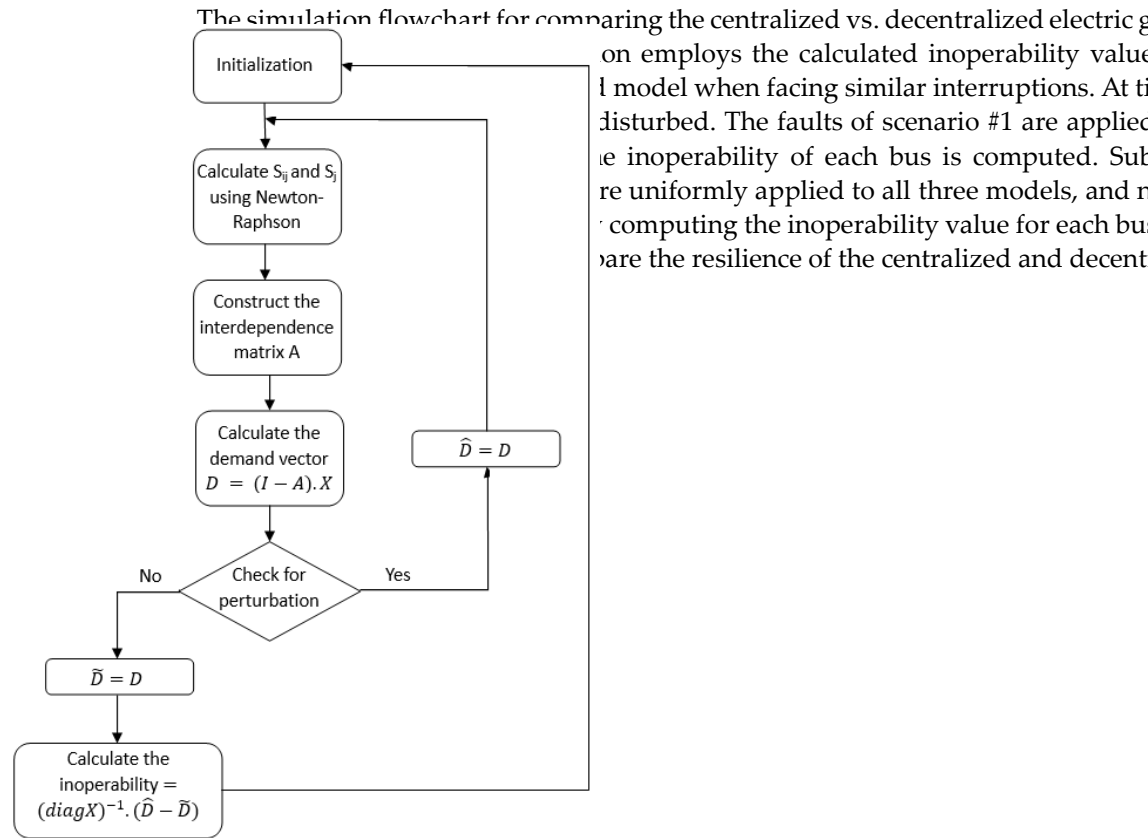 The simulation flowchart for comparing the centralized vs. decentralized electric g
on employs the calculated inoperability value
model when facing similar interruptions. At ti
disturbed. The faults of scenario #1 are applied
e inoperability of each bus is computed. Sub
re uniformly applied to all three models, and n
computing the inoperability value for each bus
pare the resilience of the centralized and decent
Initialization
Calculate Sij and Sj
using Newton-
Raphson
Construct the
interdependence
matrix A
Calculate the
demand vector
D = (I − A). X
D̂ = D
Check for
perturbation
No
Yes
D̃ = D
Calculate the
inoperability =
(diagX)⁻¹. (D̂ − D̃)